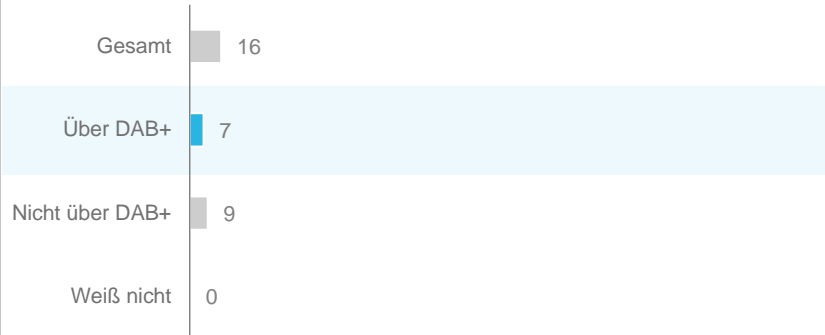 Gesamt 16
Über DAB+ 7
Nicht über DAB+ 9
Weiß nicht 0